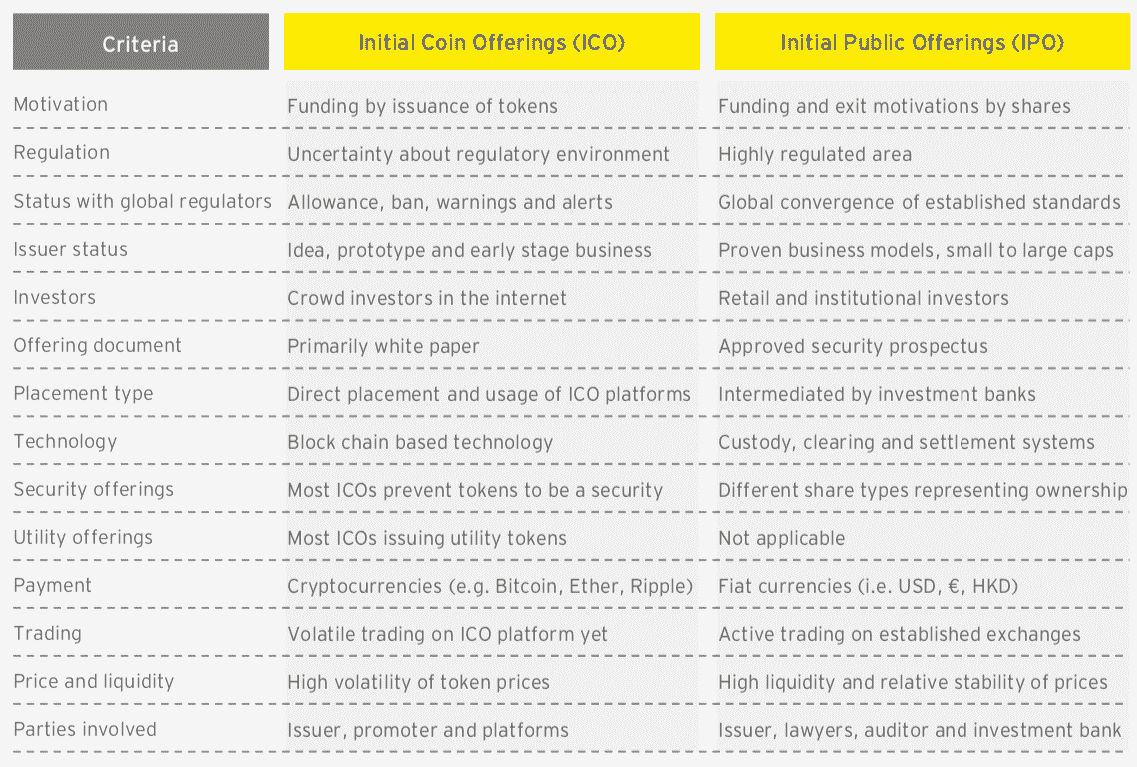 Criteria Initial Coin Offerings (ICO) Initial Public Offerings (IPO)
Motivation Funding by issuance of tokens Funding and exit motivations by shares
Regulation Uncertainty about regulatory environment Highly regulated area
Status with global regulators Allowance, ban, warnings and alerts Global convergence of established standards
Issuer status Idea, prototype and early stage business Proven business models, small to large caps
Investors Crowd investors in the internet Retail and institutional investors
Offering document Primarily white paper Approved security prospectus
Placement type Direct placement and usage of ICO platforms Intermediated by investment banks
Technology Block chain based technology Custody, clearing and settlement systems
Security offerings Most ICOs prevent tokens to be a security Different share types representing ownership
Utility offerings Most ICOs issuing utility tokens Not applicable
Payment Cryptocurrencies (e.g. Bitcoin, Ether, Ripple) Fiat currencies (i.e. USD, €, HKD)
Trading Volatile trading on ICO platform yet Active trading on established exchanges
Price and liquidity High volatility of token prices High liquidity and relative stability of prices
Parties involved Issuer, promoter and platforms Issuer, lawyers, auditor and investment bank